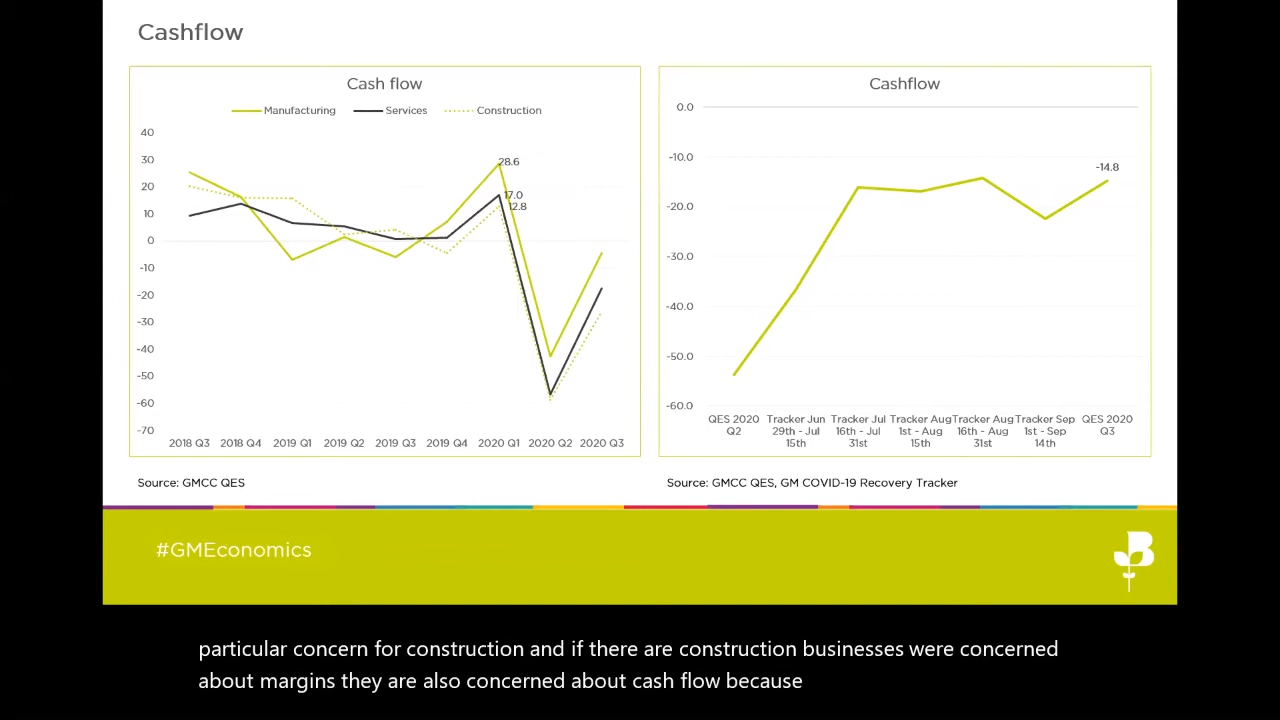 Cashflow
Cash flow
Manufacturing Services Construction
40
30
20
10
0
-10
-20
-30
-40
-50
-60
-70
28.6
17.0
12.8
2018 Q3 2018 Q4 2019 Q1 2019 Q2 2019 Q3 2019 Q4 2020 Q1 2020 Q2 2020 Q3
Source: GMCC QES
Cashflow
0.0
-10.0
-20.0
-30.0
-40.0
-50.0
-60.0
-14.8
QES 2020 Tracker Jun Tracker Jul Tracker Aug Tracker Aug Tracker Sep QES 2020
Q2 29th - Jul 16th - Jul 1st - Aug 16th - Aug 1st - Sep Q3
15th 31st 15th 31st 14th
Source: GMCC QES, GM COVID-19 Recovery Tracker
#GMEconomics
particular concern for construction and if there are construction businesses were concerned
about margins they are also concerned about cash flow because